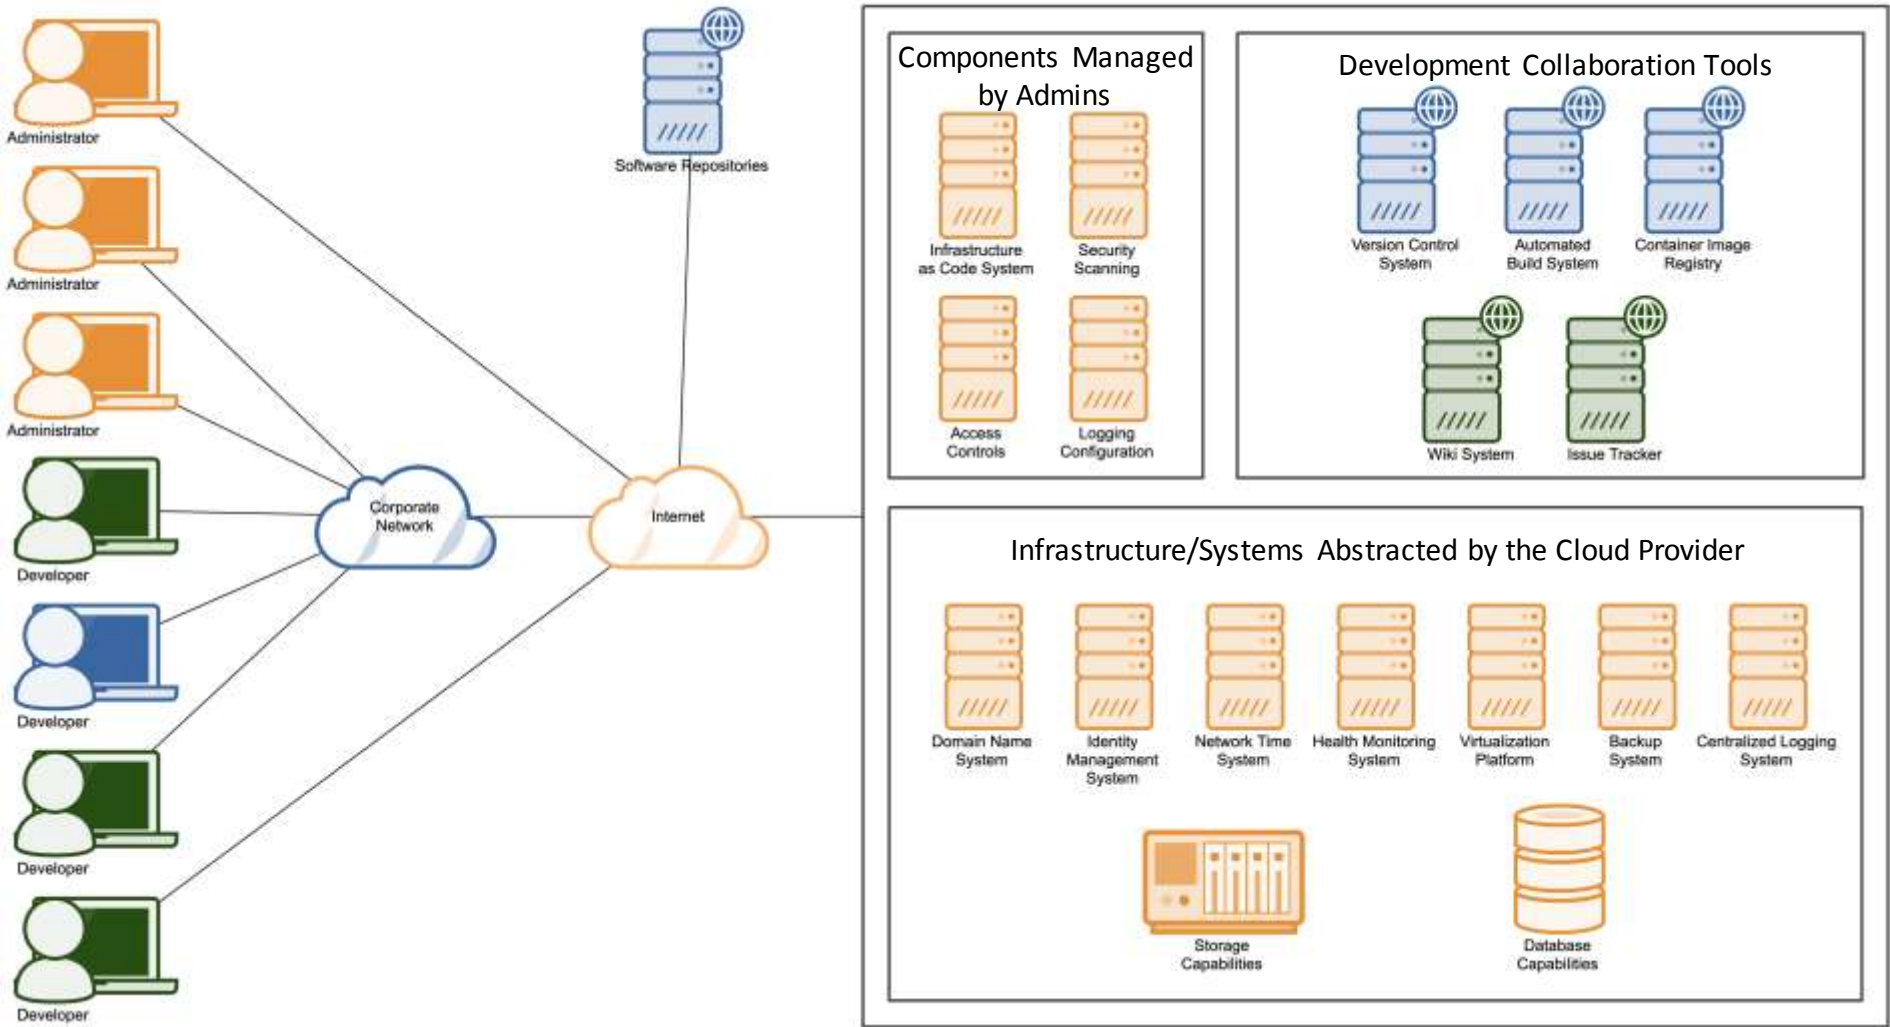 Administrator
Administrator
Administrator
Developer
Developer
Developer
Developer
Corporate
Network
Internet
Software Repositories
Components Managed
by Admins
Infrastructure
as Code System
Security
Scanning
Access
Controls
Logging
Configuration
Development Collaboration Tools
Version Control
System
Automated
Build System
Container Image
Registry
Wiki System
Issue Tracker
Infrastructure/Systems Abstracted by the Cloud Provider
Domain Name
System
Identity
Management
System
Network Time
System
Health Monitoring
System
Virtualization
Platform
Backup
System
Centralized Logging
System
Storage
Capabilities
Database
Capabilities